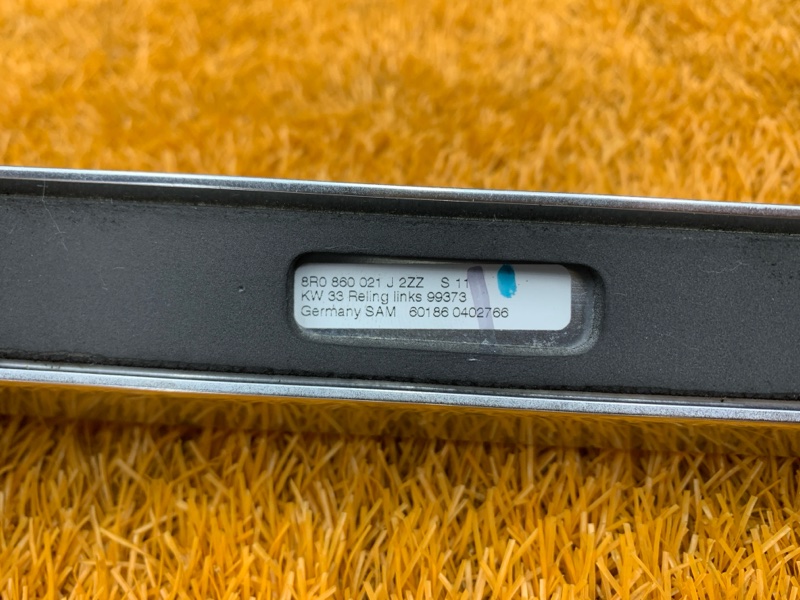 8R0 860 021 J 2ZZ S 11
KW 33 Reling links 99373
Germany SAM 60186 0402766